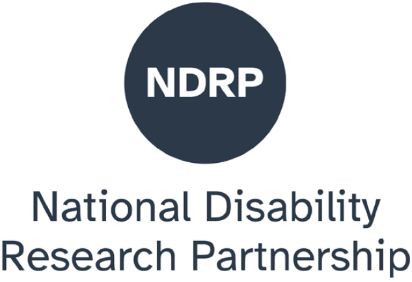 NDRP
National Disability
Research Partnership